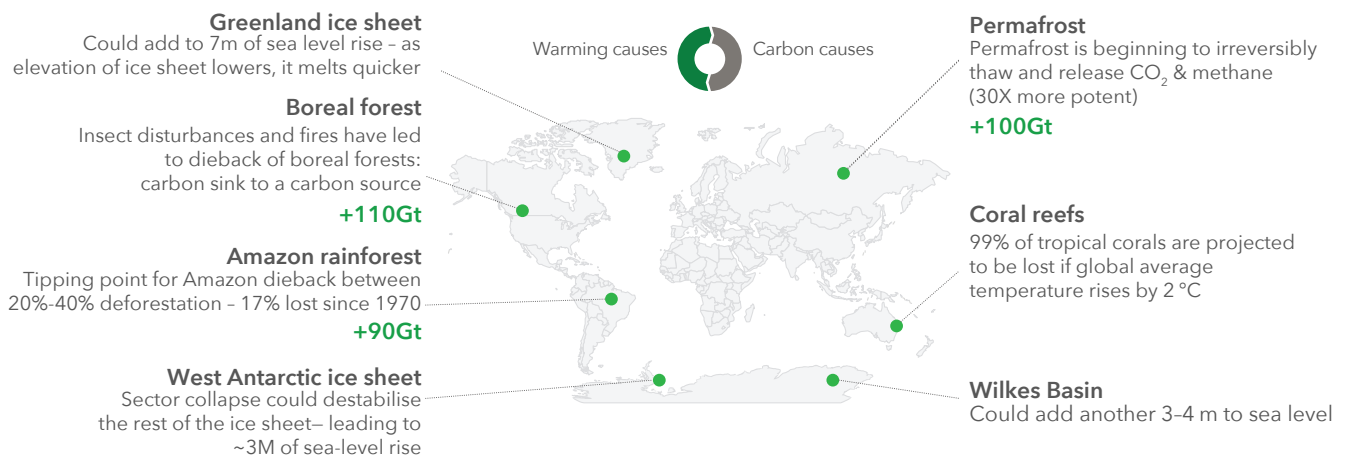 Greenland ice sheet
Could add to 7m of sea level rise – as
elevation of ice sheet lowers, it melts quicker
Boreal forest
Insect disturbances and fires have led
to dieback of boreal forests:
carbon sink to a carbon source
+110Gt
Amazon rainforest
Tipping point for Amazon dieback between
20%-40% deforestation – 17% lost since 1970
+90Gt
West Antarctic ice sheet
Sector collapse could destabilise
the rest of the ice sheet— leading to
~3M of sea-level rise
Warming causes
Carbon causes
Permafrost
Permafrost is beginning to irreversibly
thaw and release CO₂ & methane
(30X more potent)
+100Gt
Coral reefs
99% of tropical corals are projected
to be lost if global average
temperature rises by 2 °C
Wilkes Basin
Could add another 3–4 m to sea level